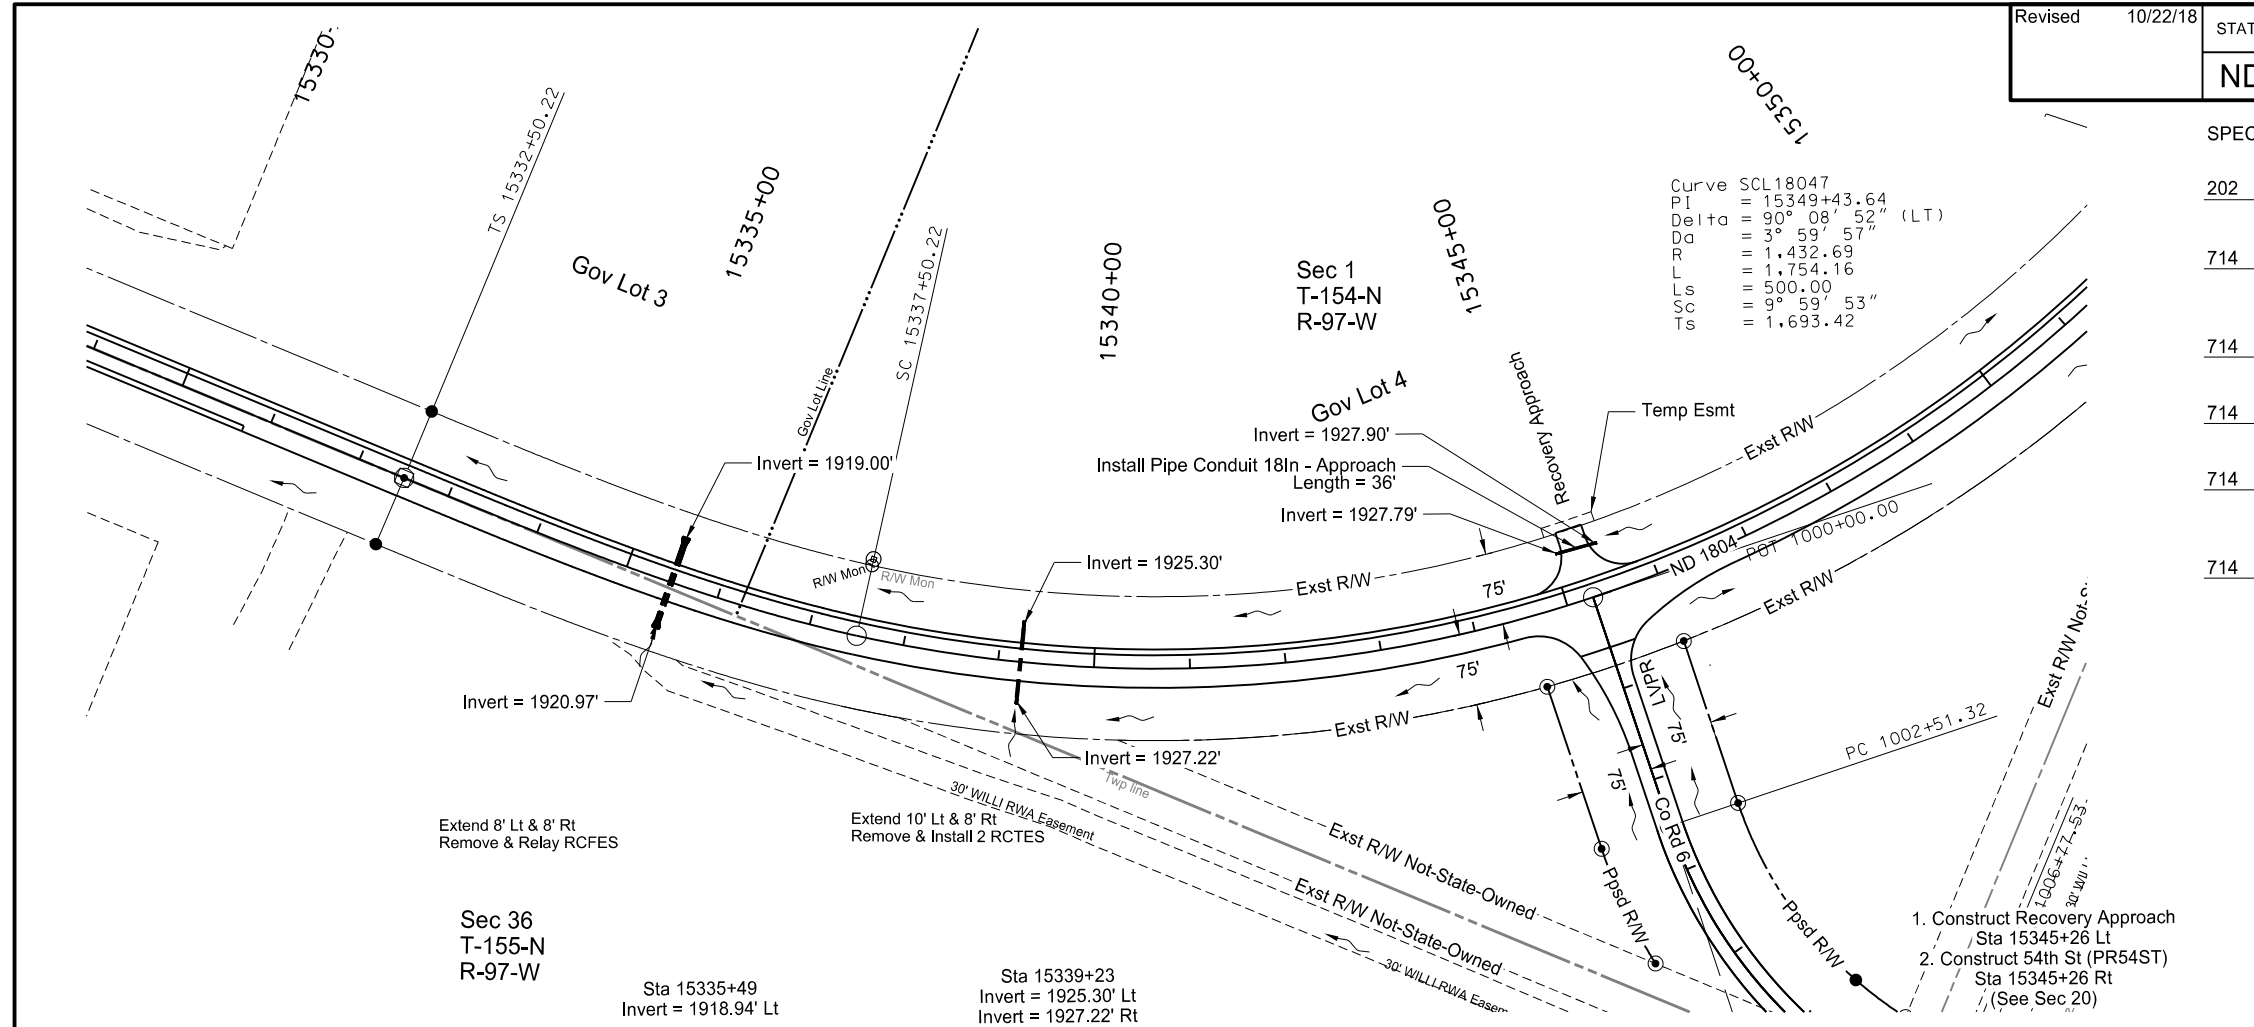 Revised 10/22/18
ND
202
714
714
714
714
714
15335+00
15340+00
15345+00
15350+00
TS 15332+50.22
SC 15337+50.22
Gov Lot 3
Gov Lot Line
Sec 1
T-154-N
R-97-W
Curve SCL18047
PI = 15349+43.64
Delta = 90° 08' 52" (LT)
Da = 3° 59' 57"
R = 1,432.69
L = 1,754.16
Ls = 500.00
Sc = 9° 59' 53"
Ts = 1,693.42
Gov Lot 4
Recovery Approach
Temp Esmt
Exst R/W
Invert = 1927.90'
Install Pipe Conduit 18In - Approach
Length = 36'
Invert = 1927.79'
Invert = 1919.00'
Invert = 1925.30'
R/W Mon
R/W Mon
Exst R/W
75'
ND 1804
POT 1000+00.00
Exst R/W
75'
LVPR
Exst R/W
Invert = 1920.97'
Invert = 1927.22'
Twp line
75'
75'
PC 1002+51.32
Co Rd 6
30' WILLI RWA Easement
Extend 8' Lt & 8' Rt
Remove & Relay RCFES
Extend 10' Lt & 8' Rt
Remove & Install 2 RCTES
Exst R/W Not-State-Owned
Exst R/W Not-State-Owned
Ppsd R/W
Ppsd R/W
1006+77.53
Sec 36
T-155-N
R-97-W
1. Construct Recovery Approach
Sta 15345+26 Lt
2. Construct 54th St (PR54ST)
Sta 15345+26 Rt
(See Sec 20)
Sta 15335+49
Invert = 1918.94' Lt
Sta 15339+23
Invert = 1925.30' Lt
Invert = 1927.22' Rt